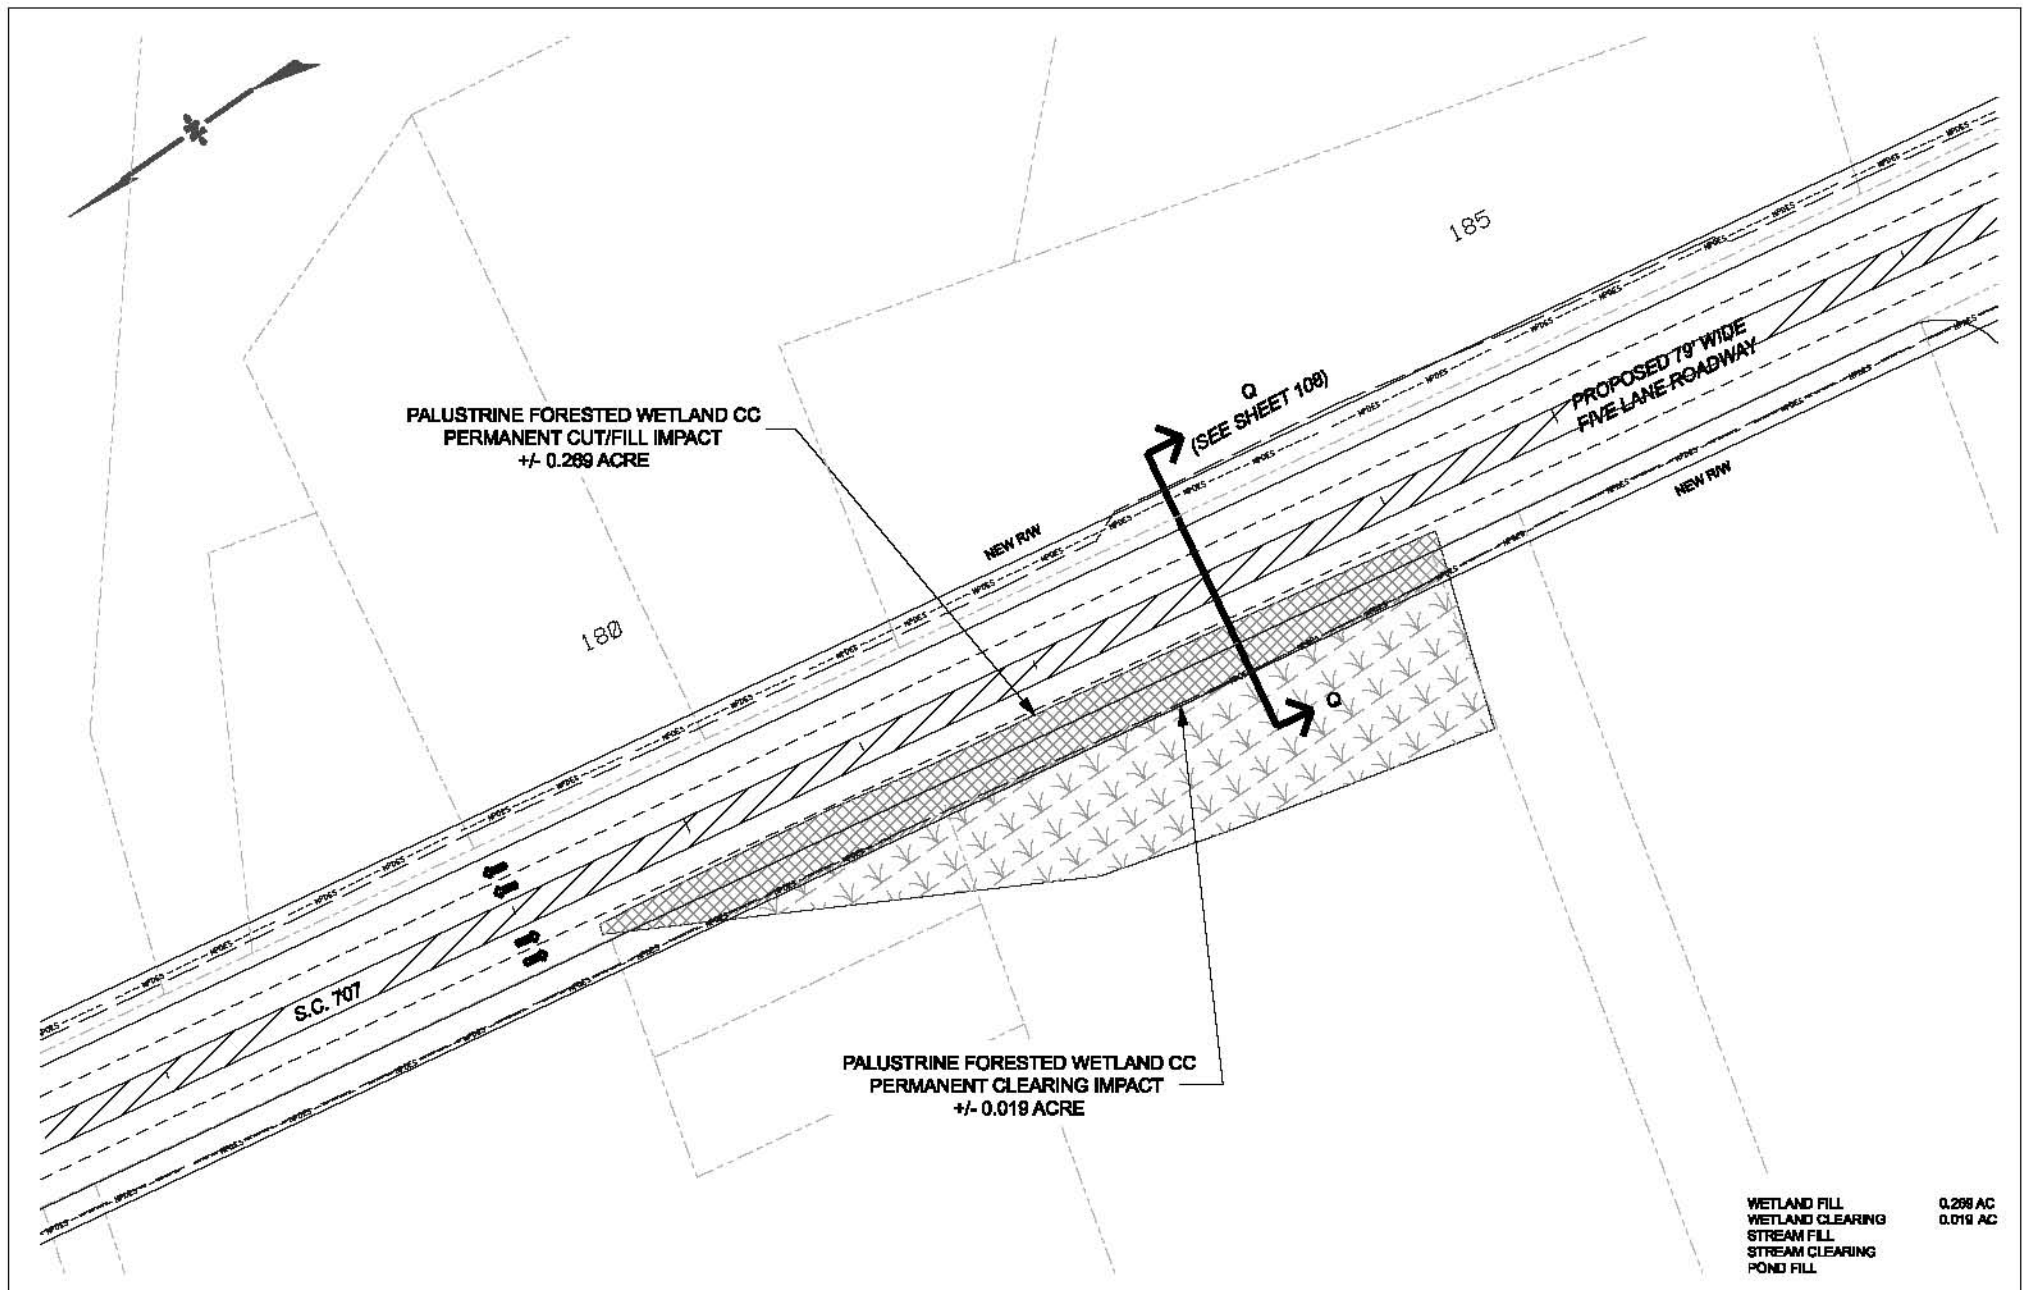 185
PROPOSED 79' WIDE
FIVE LANE ROADWAY
Q
(SEE SHEET 108)
PALUSTRINE FORESTED WETLAND CC
PERMANENT CUT/FILL IMPACT
+/- 0.269 ACRE
NEW R/W
NEW R/W
180
Q
S.C. 707
NPDES
PALUSTRINE FORESTED WETLAND CC
PERMANENT CLEARING IMPACT
+/- 0.019 ACRE
WETLAND FILL 0.269 AC
WETLAND CLEARING 0.019 AC
STREAM FILL
STREAM CLEARING
POND FILL